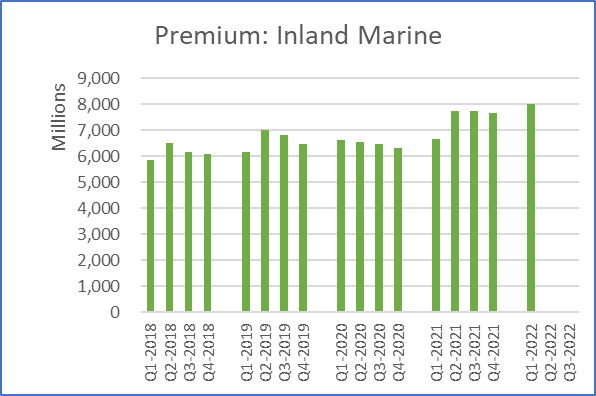 Premium: Inland Marine
Millions
9,000
8,000
7,000
6,000
5,000
4,000
3,000
2,000
1,000
0
Q1-2018
Q2-2018
Q3-2018
Q4-2018
Q1-2019
Q2-2019
Q3-2019
Q4-2019
Q1-2020
Q2-2020
Q3-2020
Q4-2020
Q1-2021
Q2-2021
Q3-2021
Q4-2021
Q1-2022
Q2-2022
Q3-2022